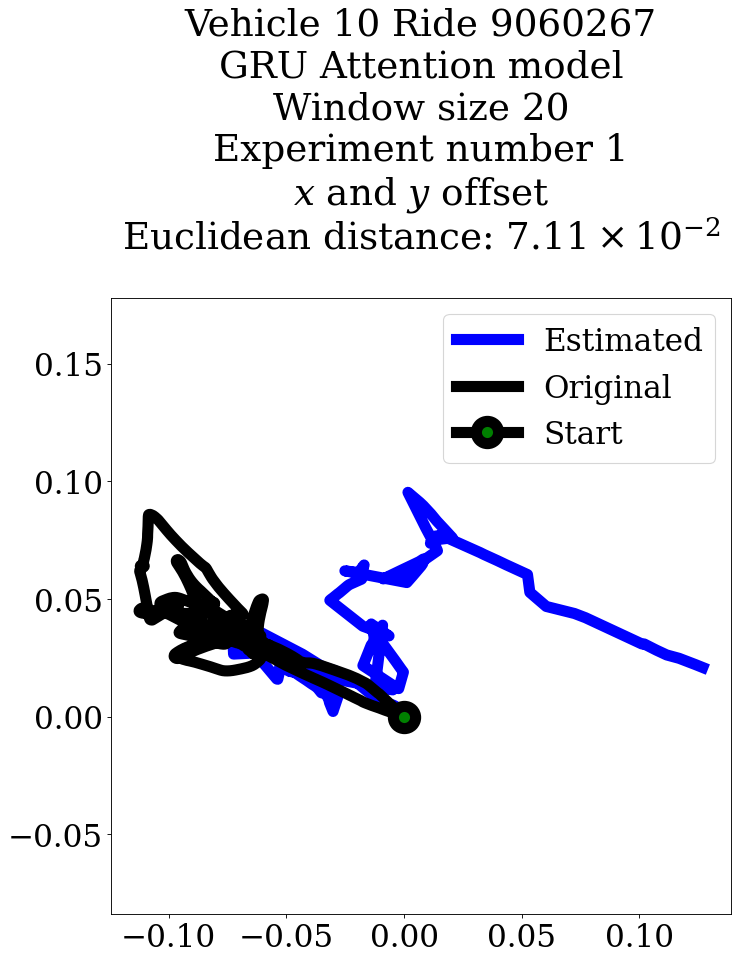 Vehicle 10 Ride 9060267
GRU Attention model
Window size 20
Experiment number 1
x and y offset
Euclidean distance: 7.11 × 10⁻²
Estimated
Original
Start
0.15
0.10
0.05
0.00
−0.05
−0.10 −0.05 0.00 0.05 0.10